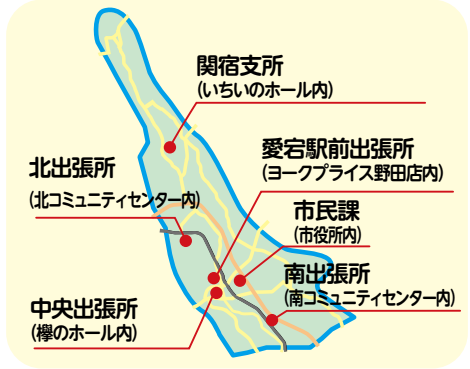 関宿支所
(いちいのホール内)
愛宕駅前出張所
(ヨークプライス野田店内)
北出張所
(北コミュニティセンター内)
市民課
(市役所内)
南出張所
(南コミュニティセンター内)
中央出張所
(欅のホール内)